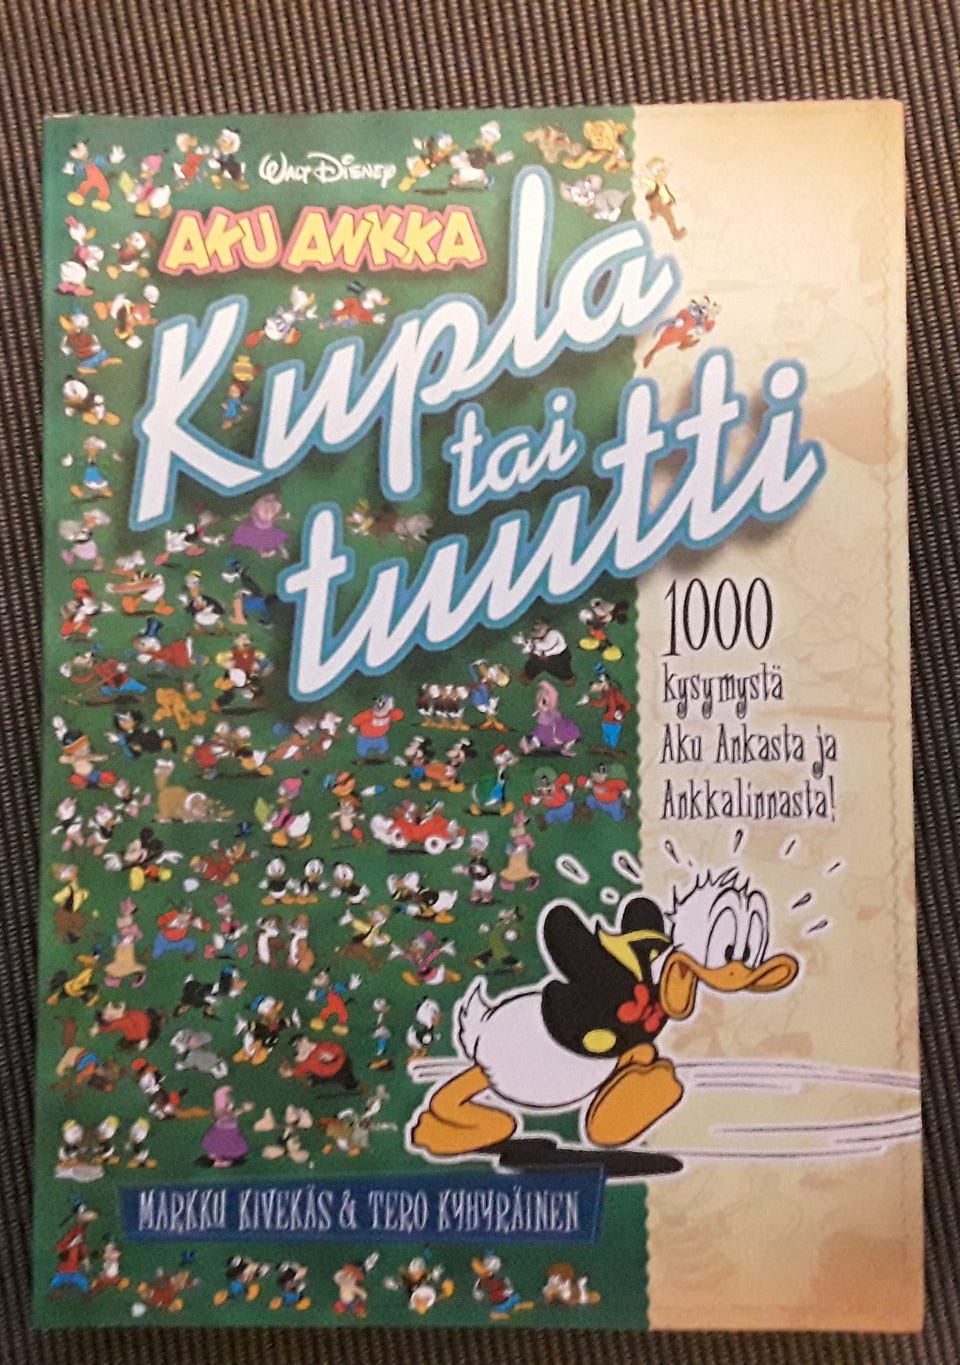 WALT DISNEY
AKU ANKKA
Kupla
tai
tuutti
1000
kysymystä
Aku Ankasta ja
Ankkalinnasta!
MARKKU KIVEKÄS & TERO KYHYRÄINEN